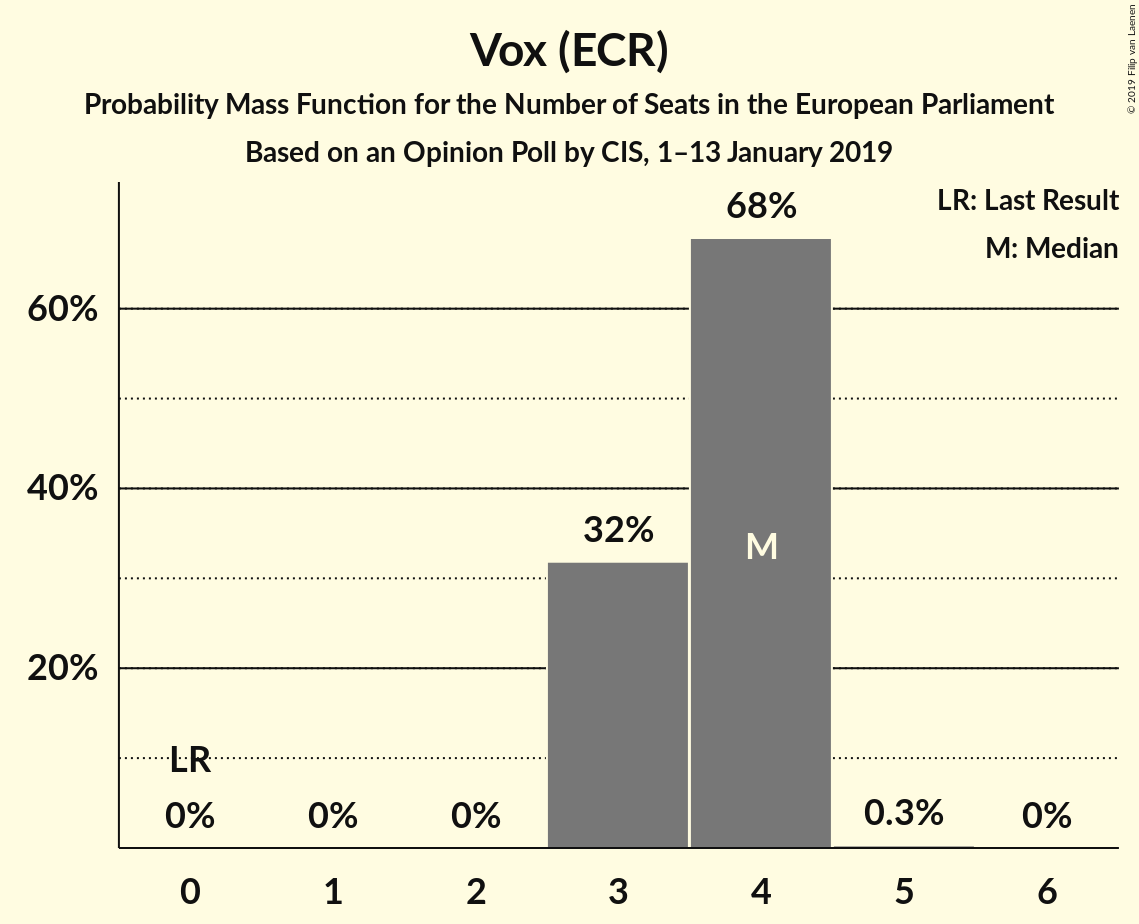 Vox (ECR)
Probability Mass Function for the Number of Seats in the European Parliament
Based on an Opinion Poll by CIS, 1–13 January 2019
© 2019 Filip van Laenen
LR: Last Result
M: Median
68%
60%
40%
32%
M
20%
LR
0%
0%
0%
0.3%
0%
0
1
2
3
4
5
6